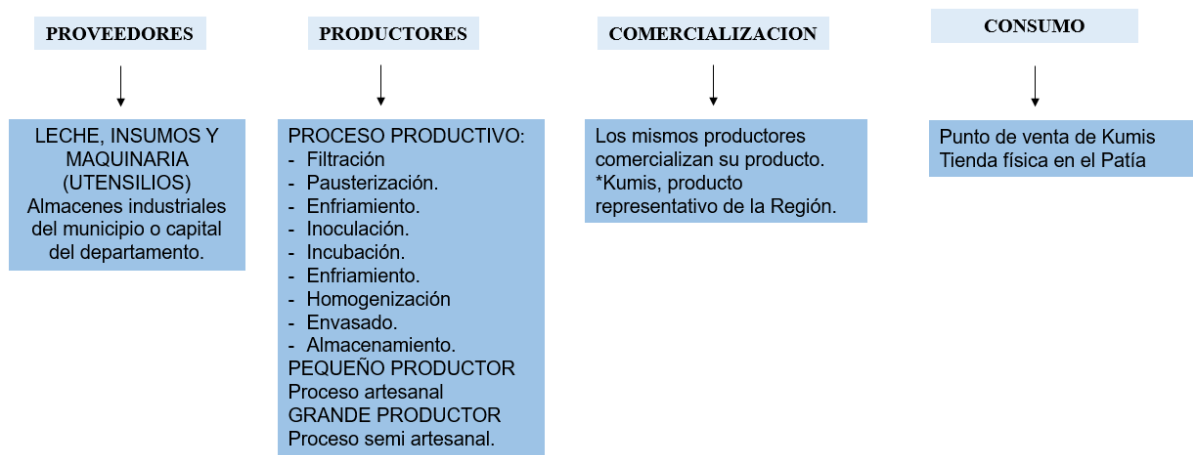 PROVEEDORES
LECHE, INSUMOS Y
MAQUINARIA
(UTENSILIOS)
Almacenes industriales
del municipio o capital
del departamento.
PRODUCTORES
PROCESO PRODUCTIVO:
- Filtración
- Pausterización.
- Enfriamiento.
- Inoculación.
- Incubación.
- Enfriamiento.
- Homogenización
- Envasado.
- Almacenamiento.
PEQUEÑO PRODUCTOR
Proceso artesanal
GRANDE PRODUCTOR
Proceso semi artesanal.
COMERCIALIZACION
Los mismos productores
comercializan su producto.
*Kumis, producto
representativo de la Región.
CONSUMO
Punto de venta de Kumis
Tienda física en el Patía